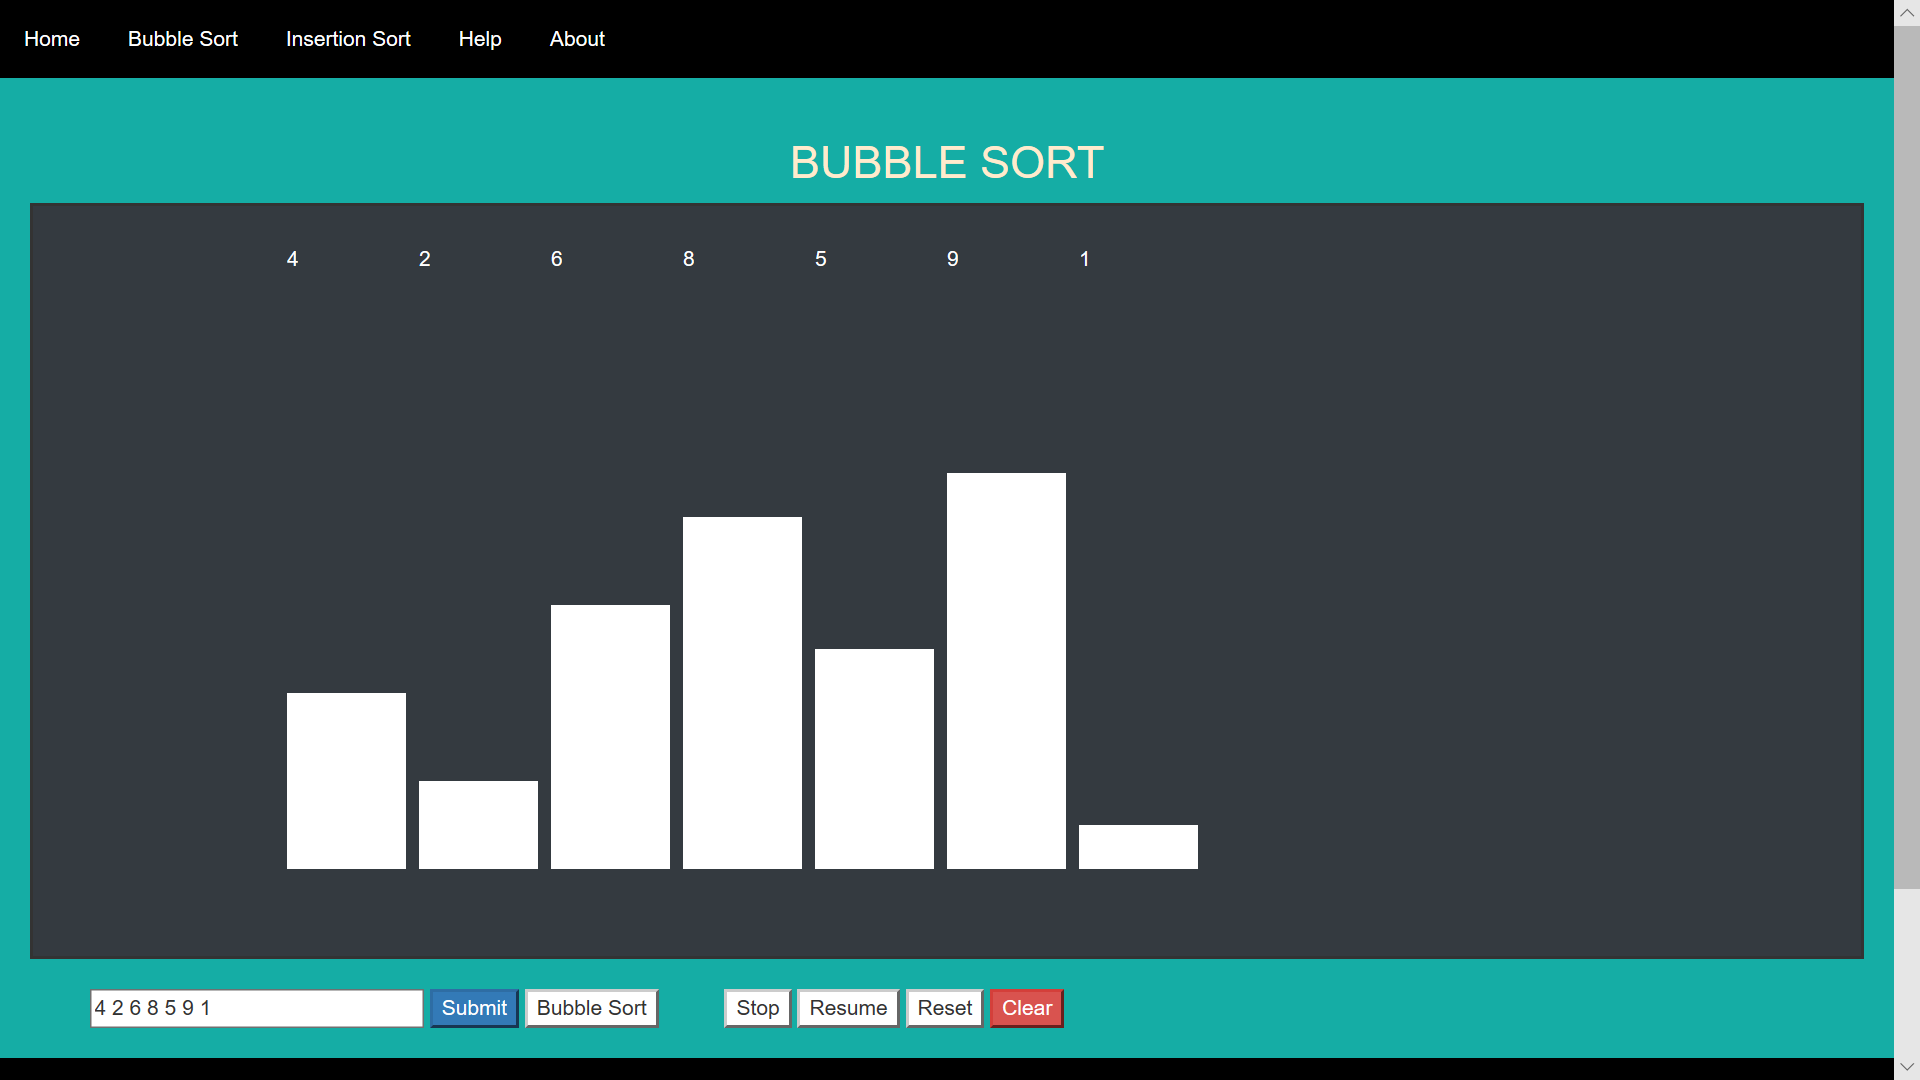 Home Bubble Sort Insertion Sort Help About
BUBBLE SORT
4 2 6 8 5 9 1
4 2 6 8 5 9 1 Submit Bubble Sort Stop Resume Reset Clear